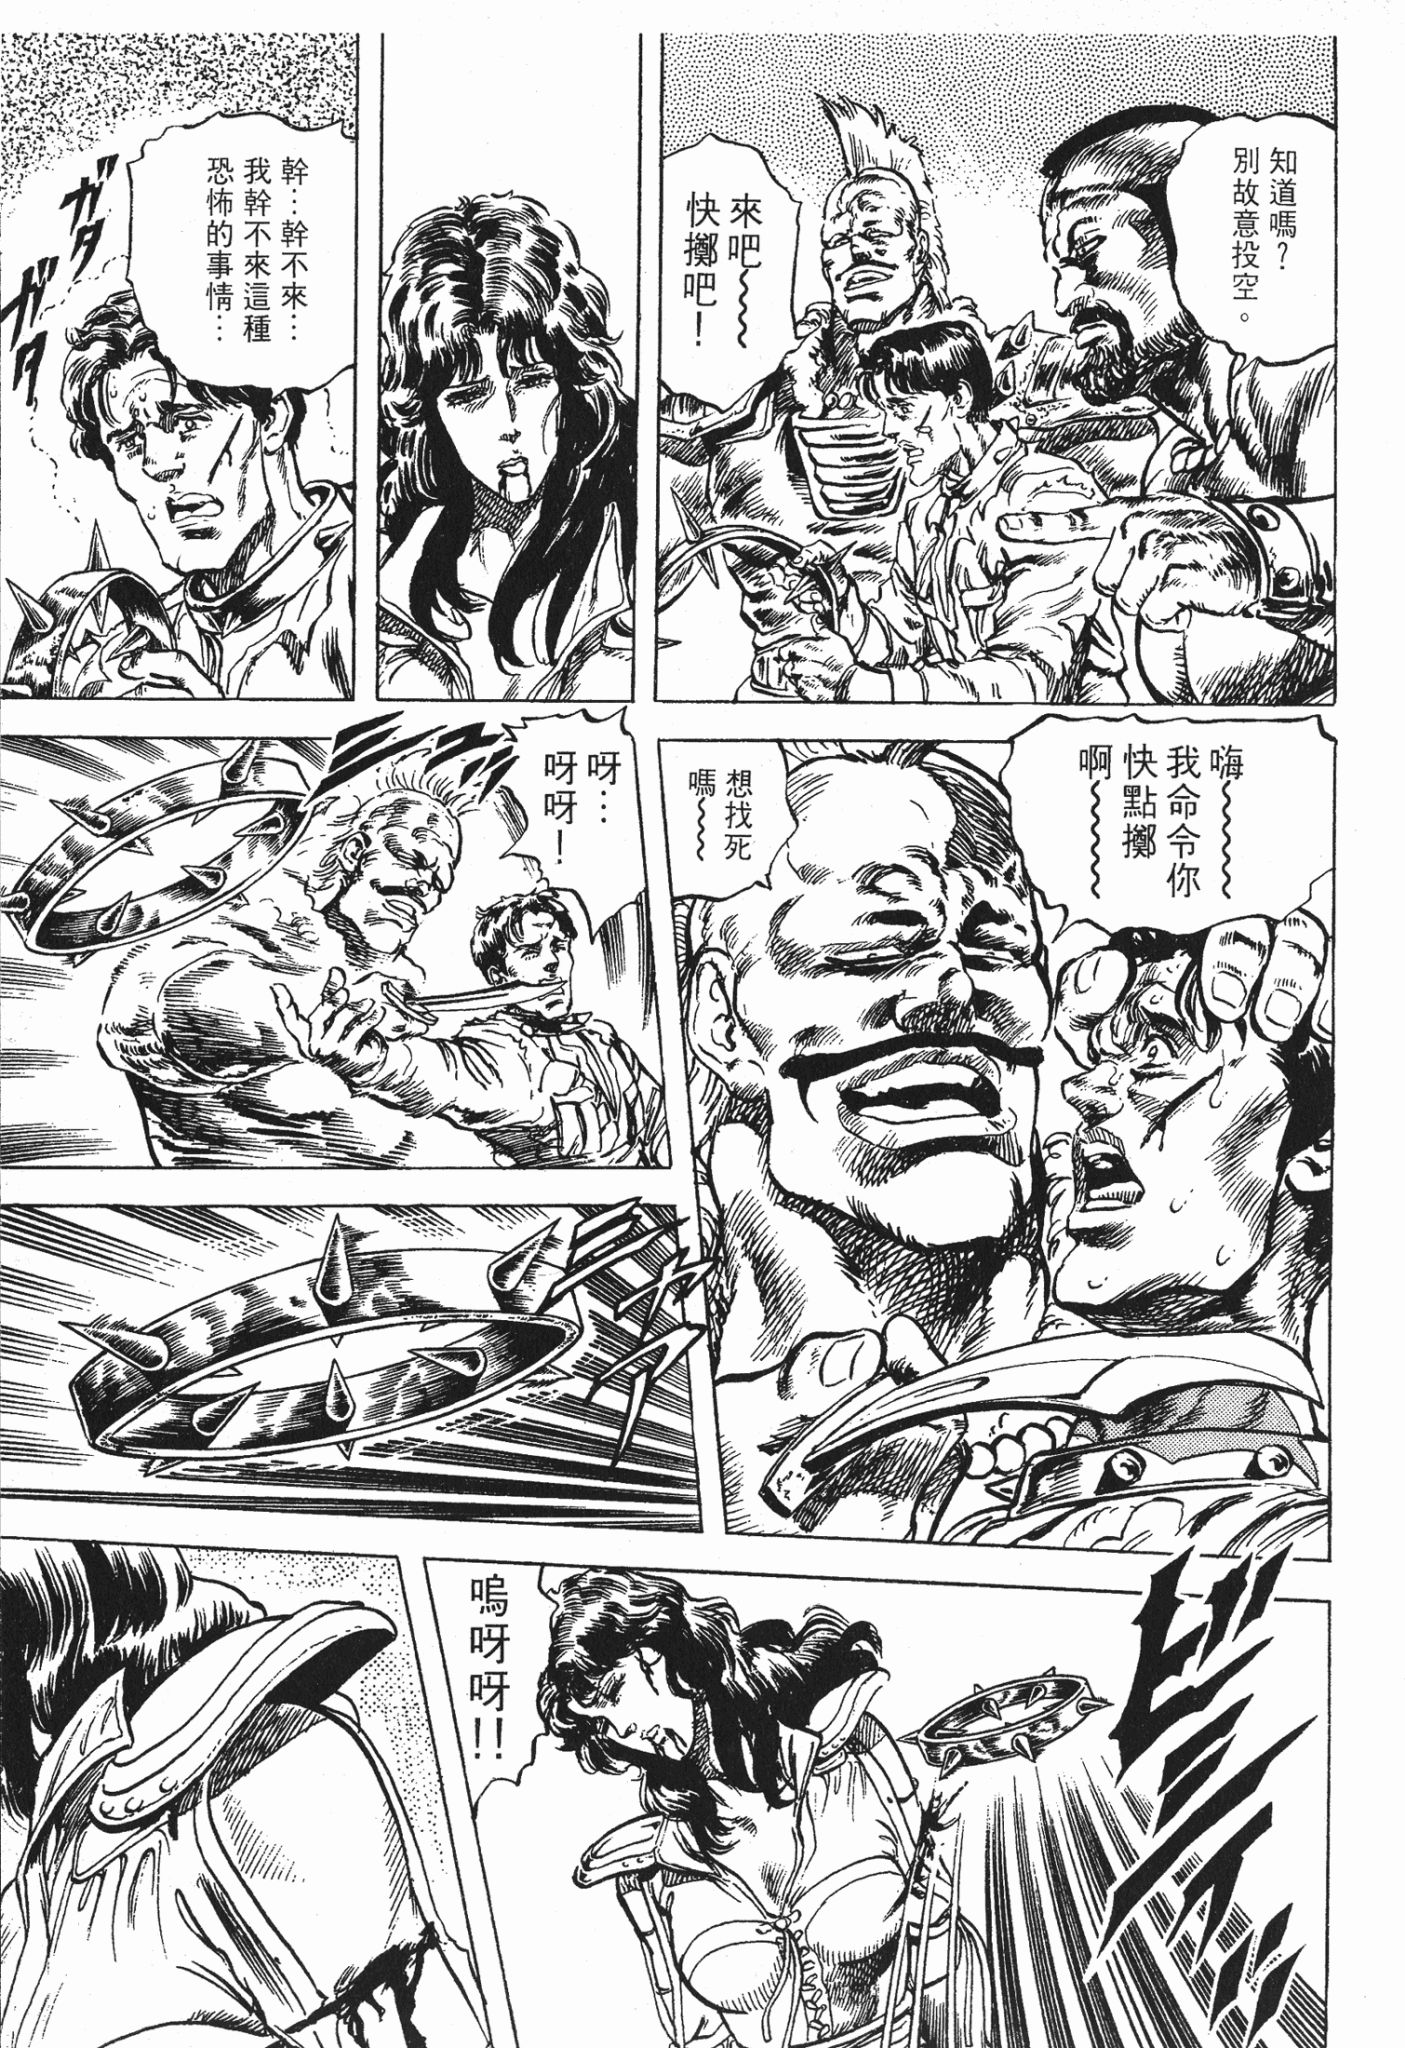 知道嗎？
別故意投空。
來吧〜〜
快擲吧！
幹…幹不來…
我幹不來這種
恐怖的事情…
ガタ
ガタ
嗨〜〜
我命令你
快點擲
啊〜〜〜
想找死
嗎〜〜
呀…
呀呀！
嗚呀呀!!